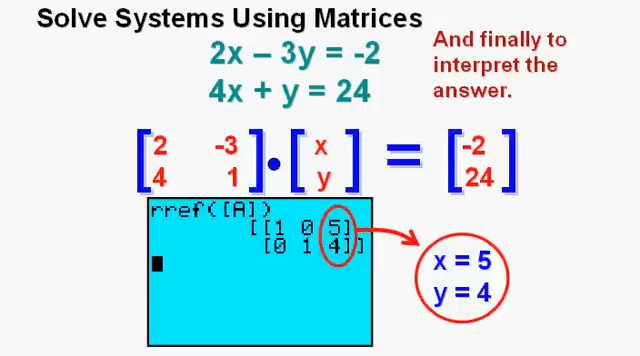 Solve Systems Using Matrices
2x – 3y = -2
4x + y = 24
And finally to
interpret the
answer.
[2 -3] • [x] = [-2]
[4 1] [y] [24]
rref([A])
[[1 0 5]
[0 1 4]]
x = 5
y = 4